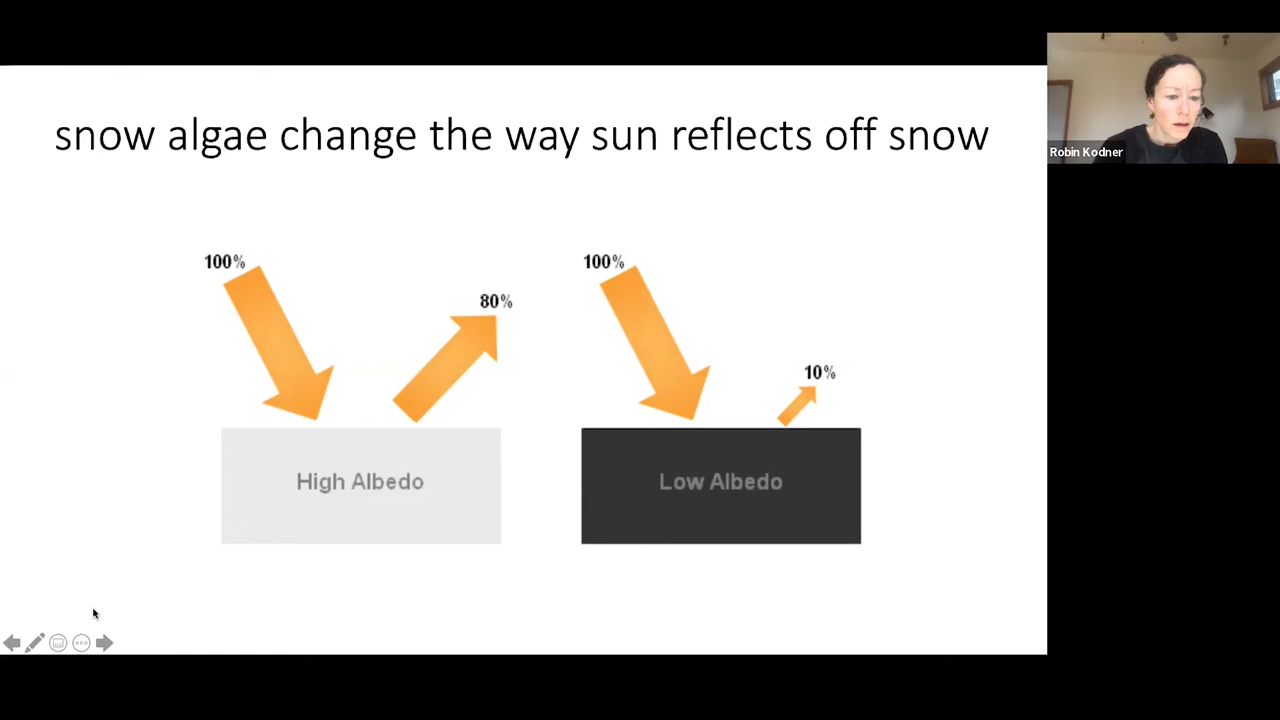 snow algae change the way sun reflects off snow
100%
80%
100%
10%
High Albedo
Low Albedo
Robin Kodner